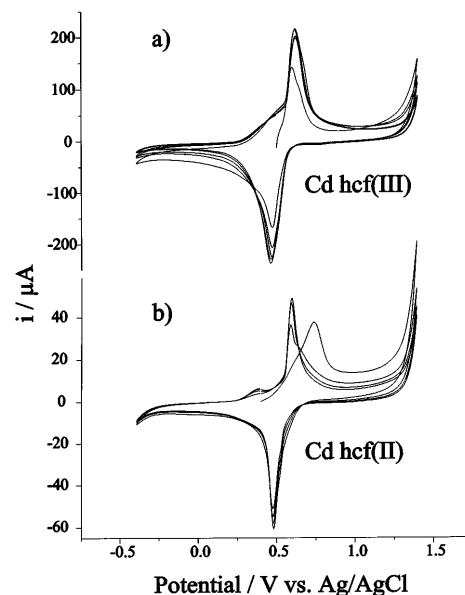 a)
200
100
0
-100
-200
Cd hcf(III)
i / µA
b)
40
20
0
-20
-40
-60
Cd hcf(II)
-0.5 0.0 0.5 1.0 1.5
Potential / V vs. Ag/AgCl